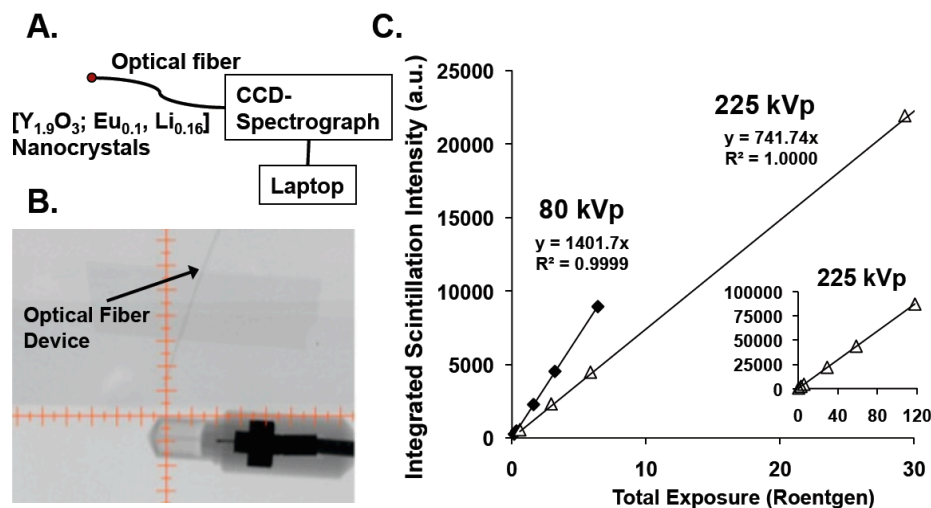 A.
Optical fiber
[Y1.9O3; Eu0.1, Li0.16]
Nanocrystals
CCD-
Spectrograph
Laptop
B.
Optical Fiber
Device
C.
Integrated Scintillation Intensity (a.u.)
25000
20000
15000
10000
5000
0
0 10 20 30
Total Exposure (Roentgen)
80 kVp
y = 1401.7x
R² = 0.9999
225 kVp
y = 741.74x
R² = 1.0000
225 kVp
100000
75000
50000
25000
0
0 40 80 120